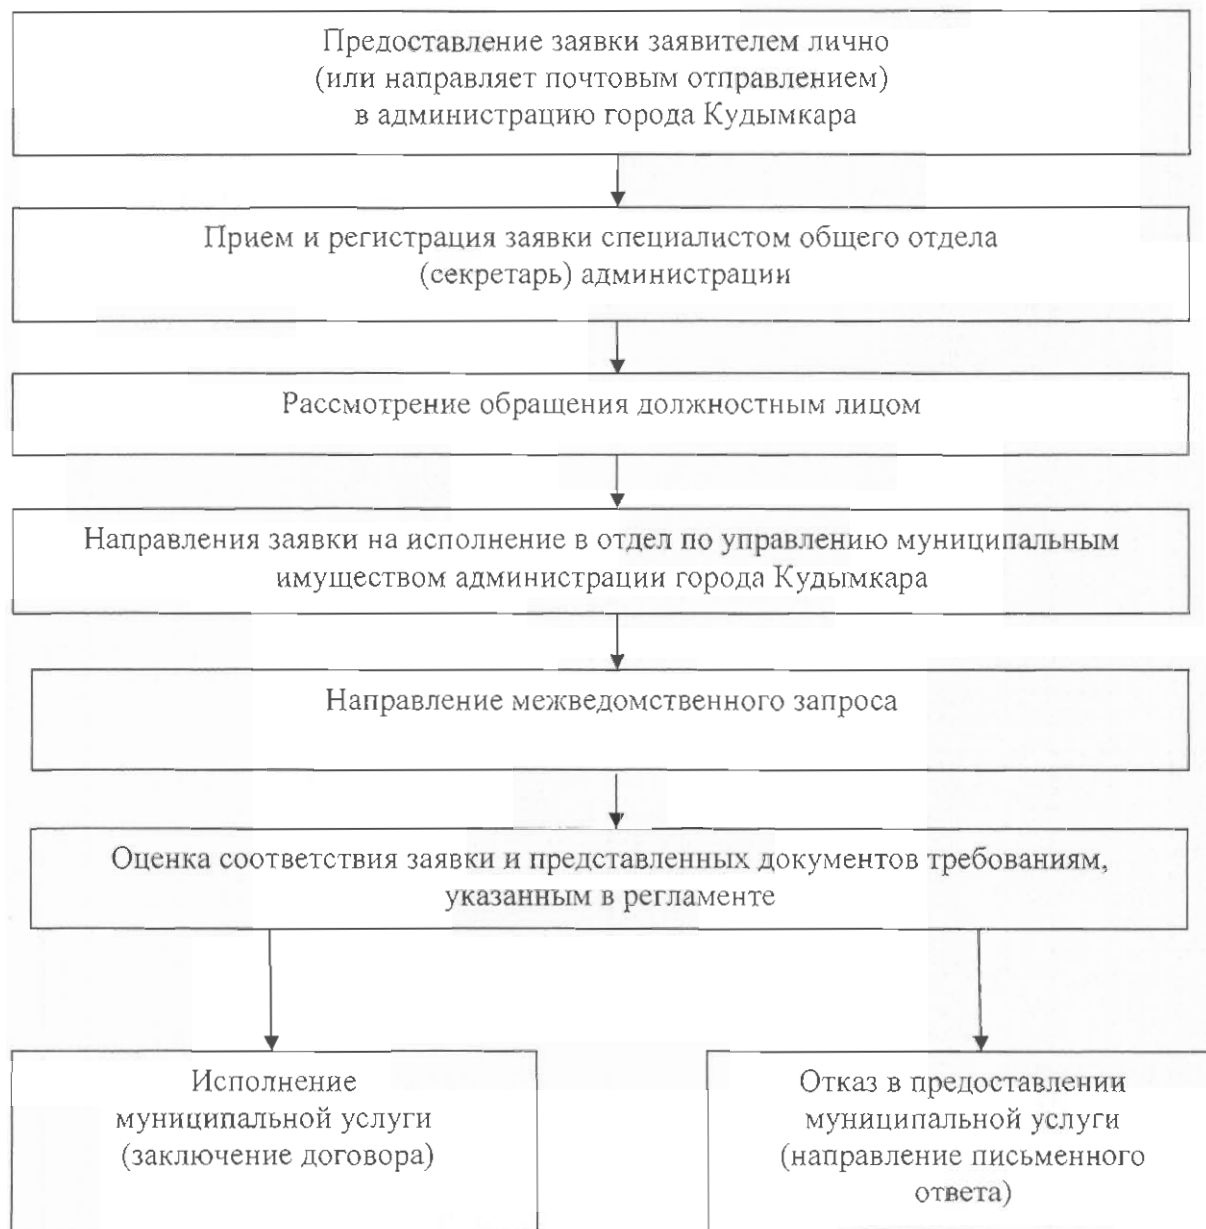 Предоставление заявки заявителем лично
(или направляет почтовым отправлением)
в администрацию города Кудымкара
Прием и регистрация заявки специалистом общего отдела
(секретарь) администрации
Рассмотрение обращения должностным лицом
Направления заявки на исполнение в отдел по управлению муниципальным
имуществом администрации города Кудымкара
Направление межведомственного запроса
Оценка соответствия заявки и представленных документов требованиям,
указанным в регламенте
Исполнение
муниципальной услуги
(заключение договора)
Отказ в предоставлении
муниципальной услуги
(направление письменного
ответа)